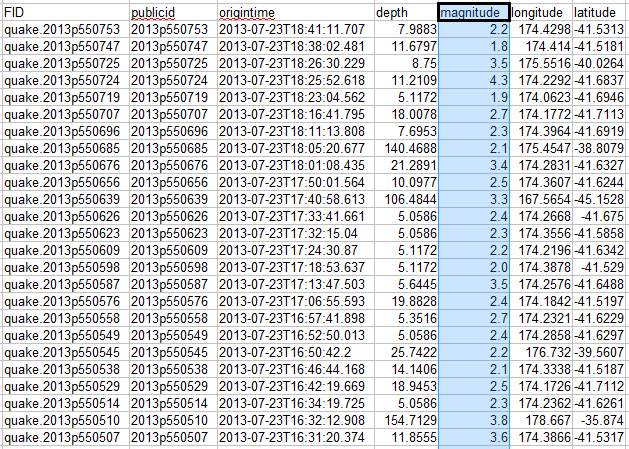 FID publicid origintime depth magnitude longitude latitude
quake.2013p550753 2013p550753 2013-07-23T18:41:11.707 7.9883 2.2 174.4298 -41.5313
quake.2013p550747 2013p550747 2013-07-23T18:38:02.481 11.6797 1.8 174.414 -41.5181
quake.2013p550725 2013p550725 2013-07-23T18:26:30.229 8.75 3.5 175.5516 -40.0264
quake.2013p550724 2013p550724 2013-07-23T18:25:52.618 11.2109 4.3 174.2292 -41.6837
quake.2013p550719 2013p550719 2013-07-23T18:23:04.562 5.1172 1.9 174.0623 -41.6946
quake.2013p550707 2013p550707 2013-07-23T18:16:41.795 18.0078 2.7 174.1772 -41.7113
quake.2013p550696 2013p550696 2013-07-23T18:11:13.808 7.6953 2.3 174.3964 -41.6919
quake.2013p550685 2013p550685 2013-07-23T18:05:20.677 140.4688 2.1 175.4547 -38.8079
quake.2013p550676 2013p550676 2013-07-23T18:01:08.435 21.2891 3.4 174.2831 -41.6327
quake.2013p550656 2013p550656 2013-07-23T17:50:01.564 10.0977 2.5 174.3607 -41.6244
quake.2013p550639 2013p550639 2013-07-23T17:40:58.613 106.4844 3.3 167.5654 -45.1528
quake.2013p550626 2013p550626 2013-07-23T17:33:41.661 5.0586 2.4 174.2668 -41.675
quake.2013p550623 2013p550623 2013-07-23T17:32:15.04 5.0586 2.3 174.3556 -41.5858
quake.2013p550609 2013p550609 2013-07-23T17:24:30.87 5.1172 2.2 174.2196 -41.6342
quake.2013p550598 2013p550598 2013-07-23T17:18:53.637 5.1172 2.0 174.3878 -41.529
quake.2013p550587 2013p550587 2013-07-23T17:13:47.503 5.6445 3.5 174.2576 -41.6488
quake.2013p550576 2013p550576 2013-07-23T17:06:55.593 19.8828 2.4 174.1842 -41.5197
quake.2013p550558 2013p550558 2013-07-23T16:57:41.898 5.3516 2.7 174.2321 -41.6229
quake.2013p550549 2013p550549 2013-07-23T16:52:50.013 5.0586 2.4 174.2858 -41.6297
quake.2013p550545 2013p550545 2013-07-23T16:50:42.2 25.7422 2.2 176.732 -39.5607
quake.2013p550538 2013p550538 2013-07-23T16:46:44.168 14.1406 2.1 174.3338 -41.5187
quake.2013p550529 2013p550529 2013-07-23T16:42:19.669 18.9453 2.5 174.1726 -41.7112
quake.2013p550514 2013p550514 2013-07-23T16:34:19.725 5.0586 2.3 174.2362 -41.6261
quake.2013p550510 2013p550510 2013-07-23T16:32:12.908 154.7129 3.8 178.667 -35.874
quake.2013p550507 2013p550507 2013-07-23T16:31:20.374 11.8555 3.6 174.3866 -41.5317